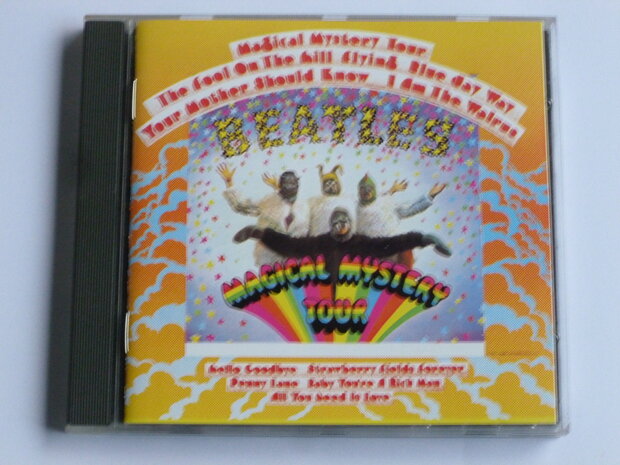 Magical Mystery Tour
The Fool On The Hill Flying Blue Jay Way
Your Mother Should Know I Am The Walrus
BEATLES
MAGICAL MYSTERY
TOUR
Hello Goodbye Strawberry Fields Forever
Penny Lane Baby You're A Rich Man
All You Need Is Love